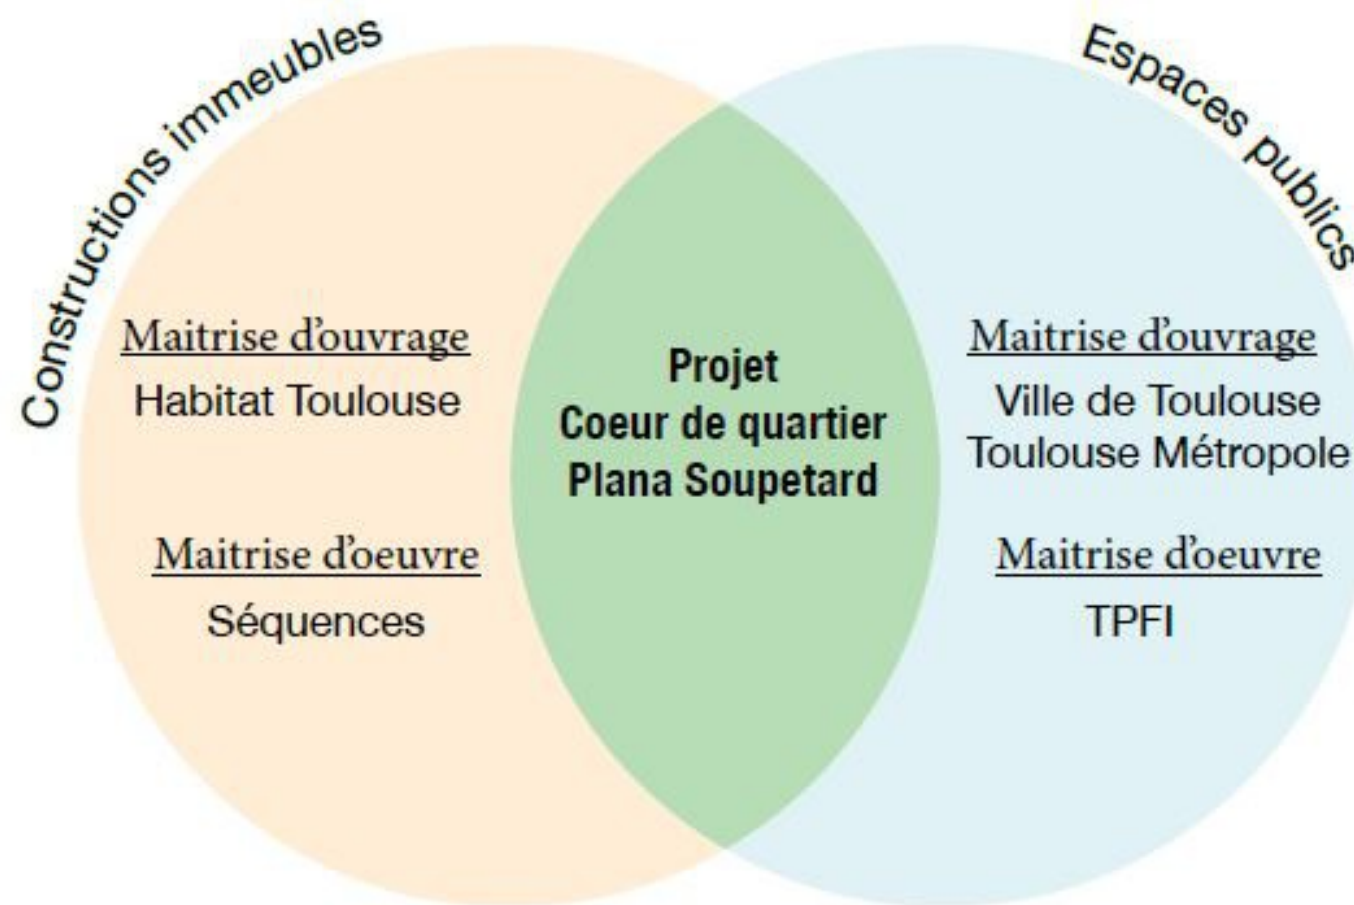 Constructions immeubles
Maitrise d'ouvrage
Habitat Toulouse
Maitrise d'oeuvre
Séquences
Projet
Coeur de quartier
Plana Soupetard
Espaces publics
Maitrise d'ouvrage
Ville de Toulouse
Toulouse Métropole
Maitrise d'oeuvre
TPFI